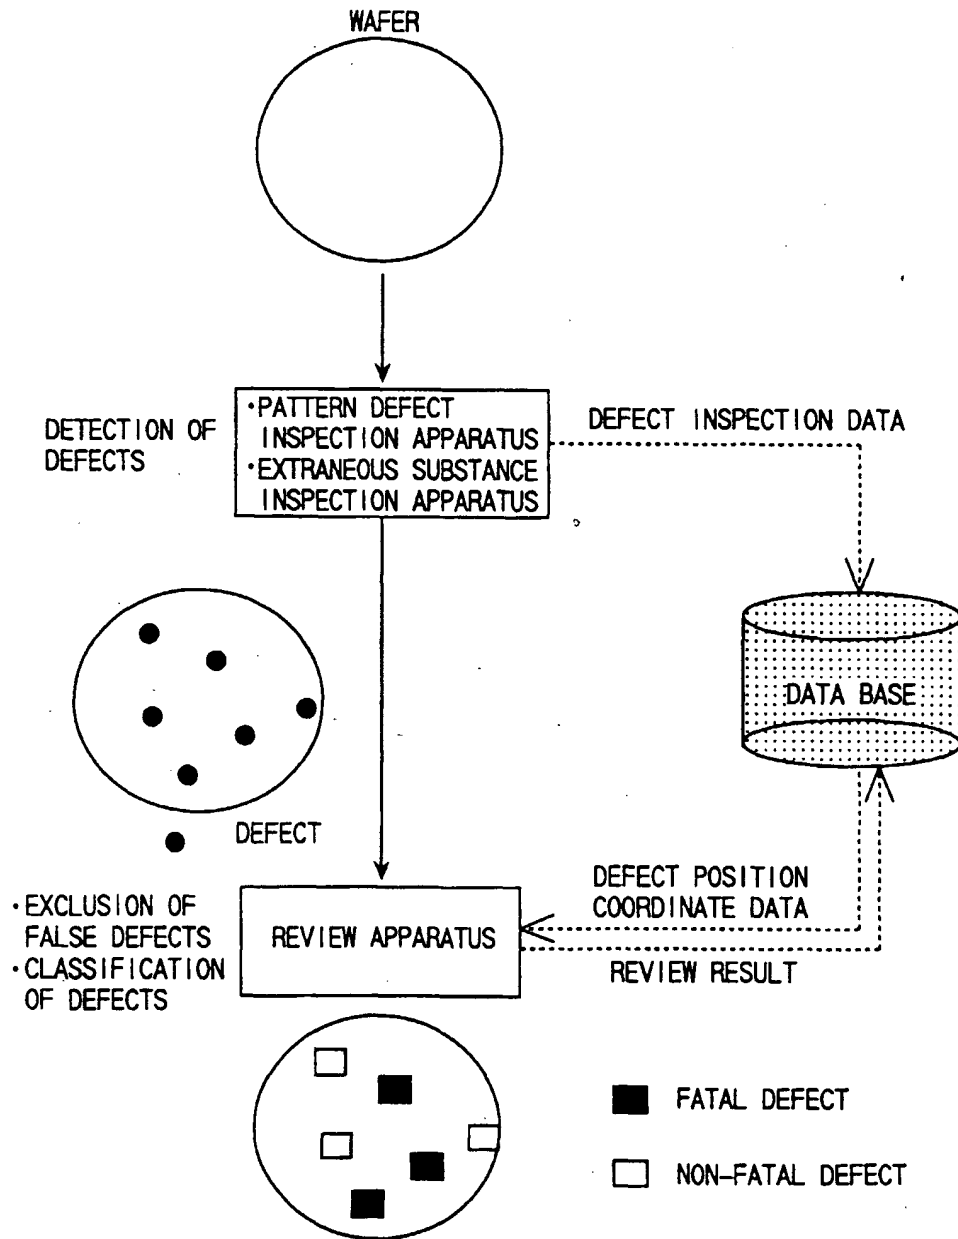 WAFER
DETECTION OF
DEFECTS
·PATTERN DEFECT
INSPECTION APPARATUS
·EXTRANEOUS SUBSTANCE
INSPECTION APPARATUS
DEFECT INSPECTION DATA
DATA BASE
DEFECT
·EXCLUSION OF
FALSE DEFECTS
·CLASSIFICATION
OF DEFECTS
REVIEW APPARATUS
DEFECT POSITION
COORDINATE DATA
REVIEW RESULT
FATAL DEFECT
NON-FATAL DEFECT